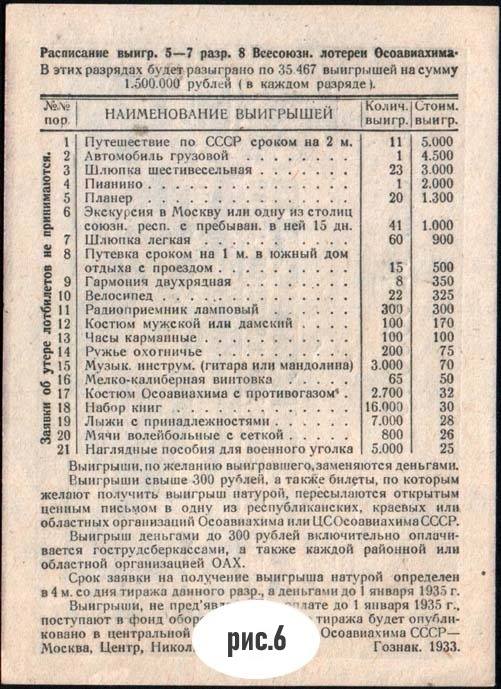 Расписание выигр. 5—7 разр. 8 Всесоюзн. лотереи Осоавиахима.
В этих разрядах будет разыграно по 35.467 выигрышей на сумму
1.500.000 рублей (в каждом разряде).
№№ пор. НАИМЕНОВАНИЕ ВЫИГРЫШЕЙ Колич. выигр. Стоим. выигр.
1 Путешествие по СССР сроком на 2 м. 11 5.000
2 Автомобиль грузовой 1 4.500
3 Шлюпка шестивесельная 23 3.000
4 Пианино 1 2.000
5 Планер 20 1.300
6 Экскурсия в Москву или одну из столиц
союзн. респ. с пребыван. в ней 15 дн. 41 1.000
7 Шлюпка легкая 60 900
8 Путевка сроком на 1 м. в южный дом
отдыха с проездом 15 500
9 Гармония двухрядная 8 350
10 Велосипед 22 325
11 Радиоприемник ламповый 300 300
12 Костюм мужской или дамский 100 170
13 Часы карманные 100 100
14 Ружье охотничье 200 75
15 Музык. инструм. (гитара или мандолина) 3.000 70
16 Мелко-калиберная винтовка 65 50
17 Костюм Осоавиахима с противогазом 2.700 32
18 Набор книг 16.000 30
19 Лыжи с принадлежностями 7.000 28
20 Мячи волейбольные с сеткой 800 26
21 Наглядные пособия для военного уголка 5.000 25
Заявки об утере лотбилетов не принимаются.
Выигрыши, по желанию выигравшего, заменяются деньгами.
Выигрыши свыше 300 рублей, а также билеты, по которым
желают получить выигрыш натурой, пересылаются открытым
ценным письмом в одну из республиканских, краевых или
областных организаций Осоавиахима или ЦС Осоавиахима СССР.
Выигрыш деньгами до 300 рублей включительно оплачи-
вается гострудсберкассами, а также каждой районной или
областной организацией ОАХ.
Срок заявки на получение выигрыша натурой определен
в 4 м. со дня тиража данного разр., а деньгами до 1 января 1935 г.
Выигрыши, не пред'явл оплате до 1 января 1935 г.,
поступают в фонд обор тиража будет опубли-
ковано в центральной Осоавиахима СССР—
Москва, Центр, Никол Гознак. 1933.
рис.6